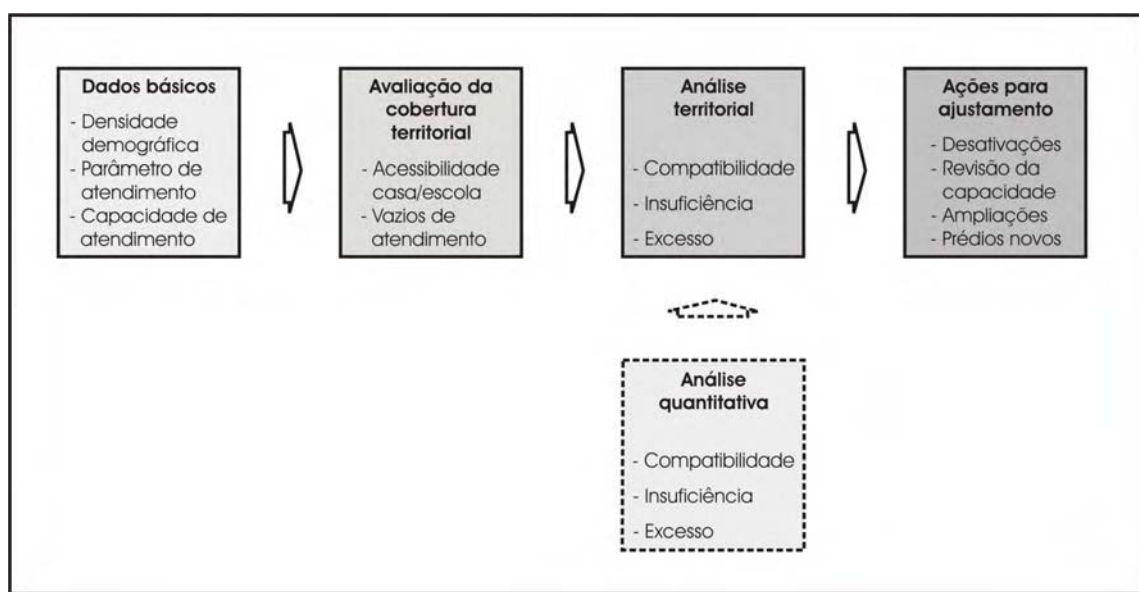 Dados básicos
- Densidade
demográfica
- Parâmetro de
atendimento
- Capacidade de
atendimento
Avaliação da
cobertura
territorial
- Acessibilidade
casa/escola
- Vazios de
atendimento
Análise
territorial
- Compatibilidade
- Insuficiência
- Excesso
Ações para
ajustamento
- Desativações
- Revisão da
capacidade
- Ampliações
- Prédios novos
Análise
quantitativa
- Compatibilidade
- Insuficiência
- Excesso